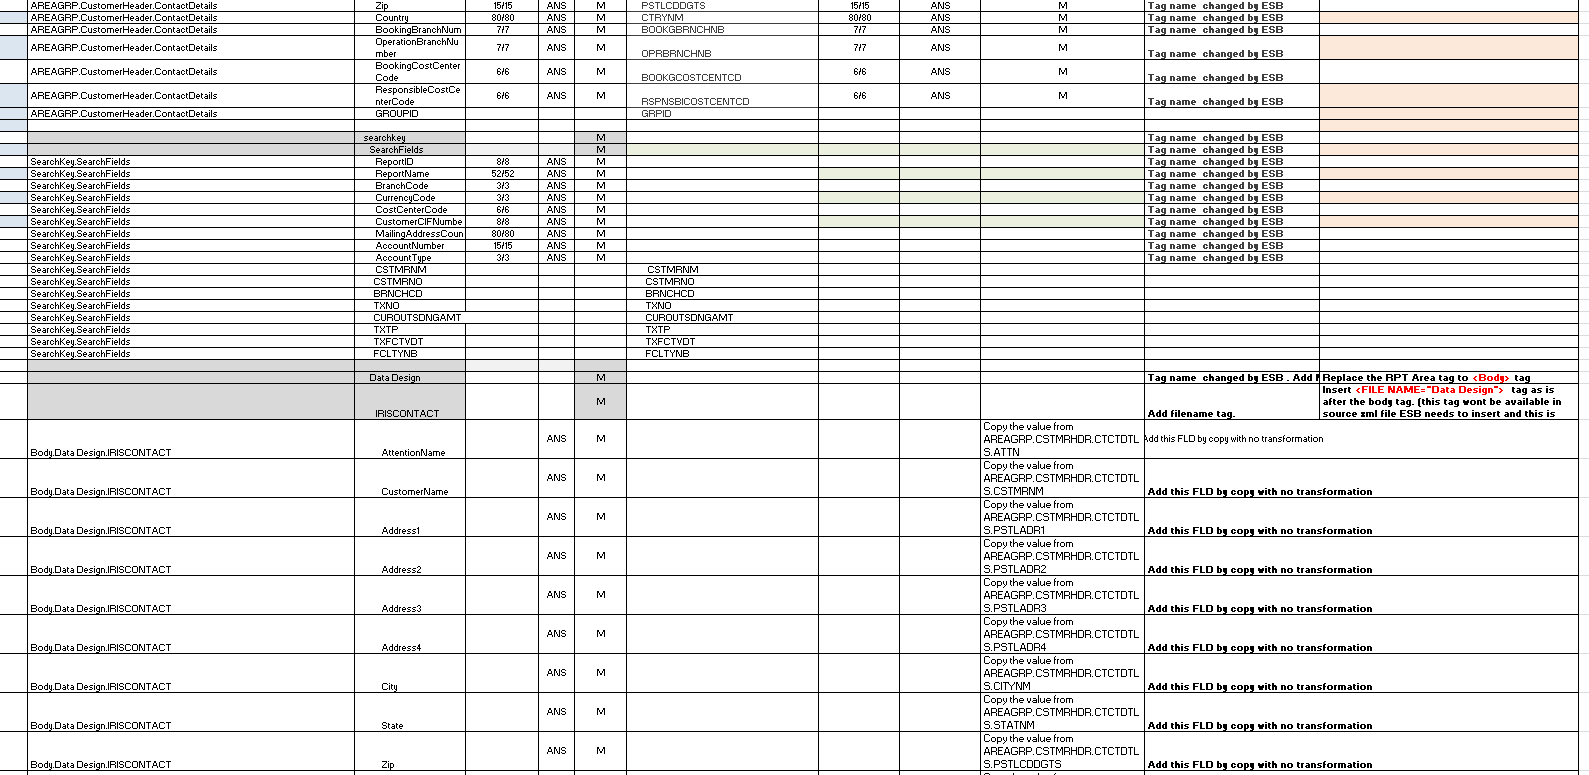 AREAGRP.CustomerHeader.ContactDetails Zip 15/15 ANS M PSTLCDDGTS 15/15 ANS M Tag name changed by ESB
AREAGRP.CustomerHeader.ContactDetails Country 80/80 ANS M CTRYNM 80/80 ANS M Tag name changed by ESB
AREAGRP.CustomerHeader.ContactDetails BookingBranchNum 7/7 ANS M BOOKGBRNCHNB 7/7 ANS M Tag name changed by ESB
AREAGRP.CustomerHeader.ContactDetails OperationBranchNu
mber 7/7 ANS M OPRBRNCHNB 7/7 ANS M Tag name changed by ESB
AREAGRP.CustomerHeader.ContactDetails BookingCostCenter
Code 6/6 ANS M BOOKGCOSTCENTCD 6/6 ANS M Tag name changed by ESB
AREAGRP.CustomerHeader.ContactDetails ResponsibleCostCe
nterCode 6/6 ANS M RSPNSBlCOSTCENTCD 6/6 ANS M Tag name changed by ESB
AREAGRP.CustomerHeader.ContactDetails GROUPID GRPID
searchkey M Tag name changed by ESB
SearchFields M Tag name changed by ESB
SearchKey.SearchFields ReportID 8/8 ANS M Tag name changed by ESB
SearchKey.SearchFields ReportName 52/52 ANS M Tag name changed by ESB
SearchKey.SearchFields BranchCode 3/3 ANS M Tag name changed by ESB
SearchKey.SearchFields CurrencyCode 3/3 ANS M Tag name changed by ESB
SearchKey.SearchFields CostCenterCode 6/6 ANS M Tag name changed by ESB
SearchKey.SearchFields CustomerCIFNumbe 8/8 ANS M Tag name changed by ESB
SearchKey.SearchFields MailingAddressCoun 80/80 ANS M Tag name changed by ESB
SearchKey.SearchFields AccountNumber 15/15 ANS M Tag name changed by ESB
SearchKey.SearchFields AccountType 3/3 ANS M Tag name changed by ESB
SearchKey.SearchFields CSTMRNM CSTMRNM
SearchKey.SearchFields CSTMRNO CSTMRNO
SearchKey.SearchFields BRNCHCD BRNCHCD
SearchKey.SearchFields TXNO TXNO
SearchKey.SearchFields CUROUTSDNGAMT CUROUTSDNGAMT
SearchKey.SearchFields TXTP TXTP
SearchKey.SearchFields TXFCTVDT TXFCTVDT
SearchKey.SearchFields FCLTYNB FCLTYNB
Data Design M Tag name changed by ESB . Add Replace the RPT Area tag to <Body> tag
IRISCONTACT M Add filename tag.
Insert <FILE NAME="Data Design"> tag as is
after the body tag. (this tag wont be available in
source xml file ESB needs to insert and this is
Body.Data Design.IRISCONTACT AttentionName ANS M
Copy the value from
AREAGRP.CSTMRHDR.CTCTDTL
S.ATTN
Add this FLD by copy with no transformation
Body.Data Design.IRISCONTACT CustomerName ANS M
Copy the value from
AREAGRP.CSTMRHDR.CTCTDTL
S.CSTMRNM
Add this FLD by copy with no transformation
Body.Data Design.IRISCONTACT Address1 ANS M
Copy the value from
AREAGRP.CSTMRHDR.CTCTDTL
S.PSTLADR1
Add this FLD by copy with no transformation
Body.Data Design.IRISCONTACT Address2 ANS M
Copy the value from
AREAGRP.CSTMRHDR.CTCTDTL
S.PSTLADR2
Add this FLD by copy with no transformation
Body.Data Design.IRISCONTACT Address3 ANS M
Copy the value from
AREAGRP.CSTMRHDR.CTCTDTL
S.PSTLADR3
Add this FLD by copy with no transformation
Body.Data Design.IRISCONTACT Address4 ANS M
Copy the value from
AREAGRP.CSTMRHDR.CTCTDTL
S.PSTLADR4
Add this FLD by copy with no transformation
Body.Data Design.IRISCONTACT City ANS M
Copy the value from
AREAGRP.CSTMRHDR.CTCTDTL
S.CITYNM
Add this FLD by copy with no transformation
Body.Data Design.IRISCONTACT State ANS M
Copy the value from
AREAGRP.CSTMRHDR.CTCTDTL
S.STATNM
Add this FLD by copy with no transformation
Body.Data Design.IRISCONTACT Zip ANS M
Copy the value from
AREAGRP.CSTMRHDR.CTCTDTL
S.PSTLCDDGTS
Add this FLD by copy with no transformation